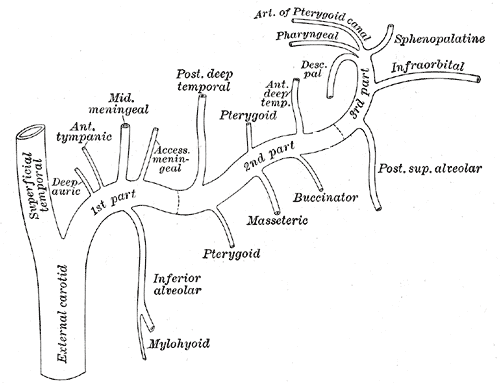 Art. of Pterygoid canal
Pharyngeal
Sphenopalatine
Desc.
pal
Infraorbital
Post. deep
temporal
Ant.
deep
temp.
3rd part
Mid.
meningeal
Ant.
tympanic
Pterygoid
Access.
menin-
geal
2nd part
Deep
auric.
Superficial
temporal
1st part
Post. sup. alveolar
Buccinator
Masseteric
Pterygoid
Inferior
alveolar
External carotid
Mylohyoid